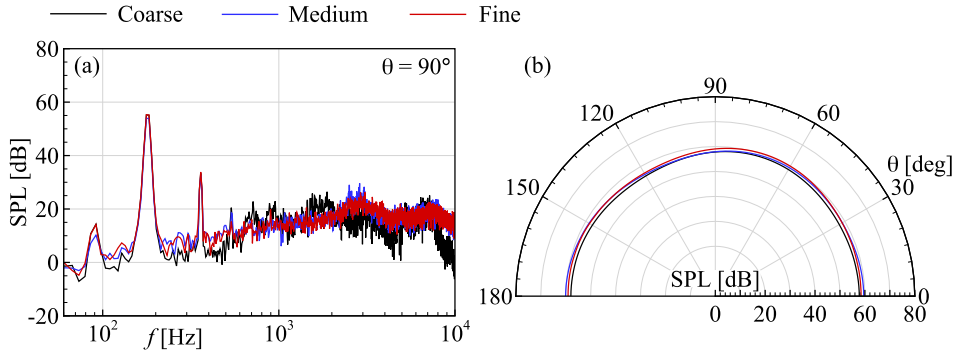 Coarse Medium Fine
(a) θ = 90°
SPL [dB]
80
60
40
20
0
-20
10² 10³ 10⁴
f [Hz]
(b)
90
120 60
150 30
θ [deg]
180 0
SPL [dB]
0 20 40 60 80